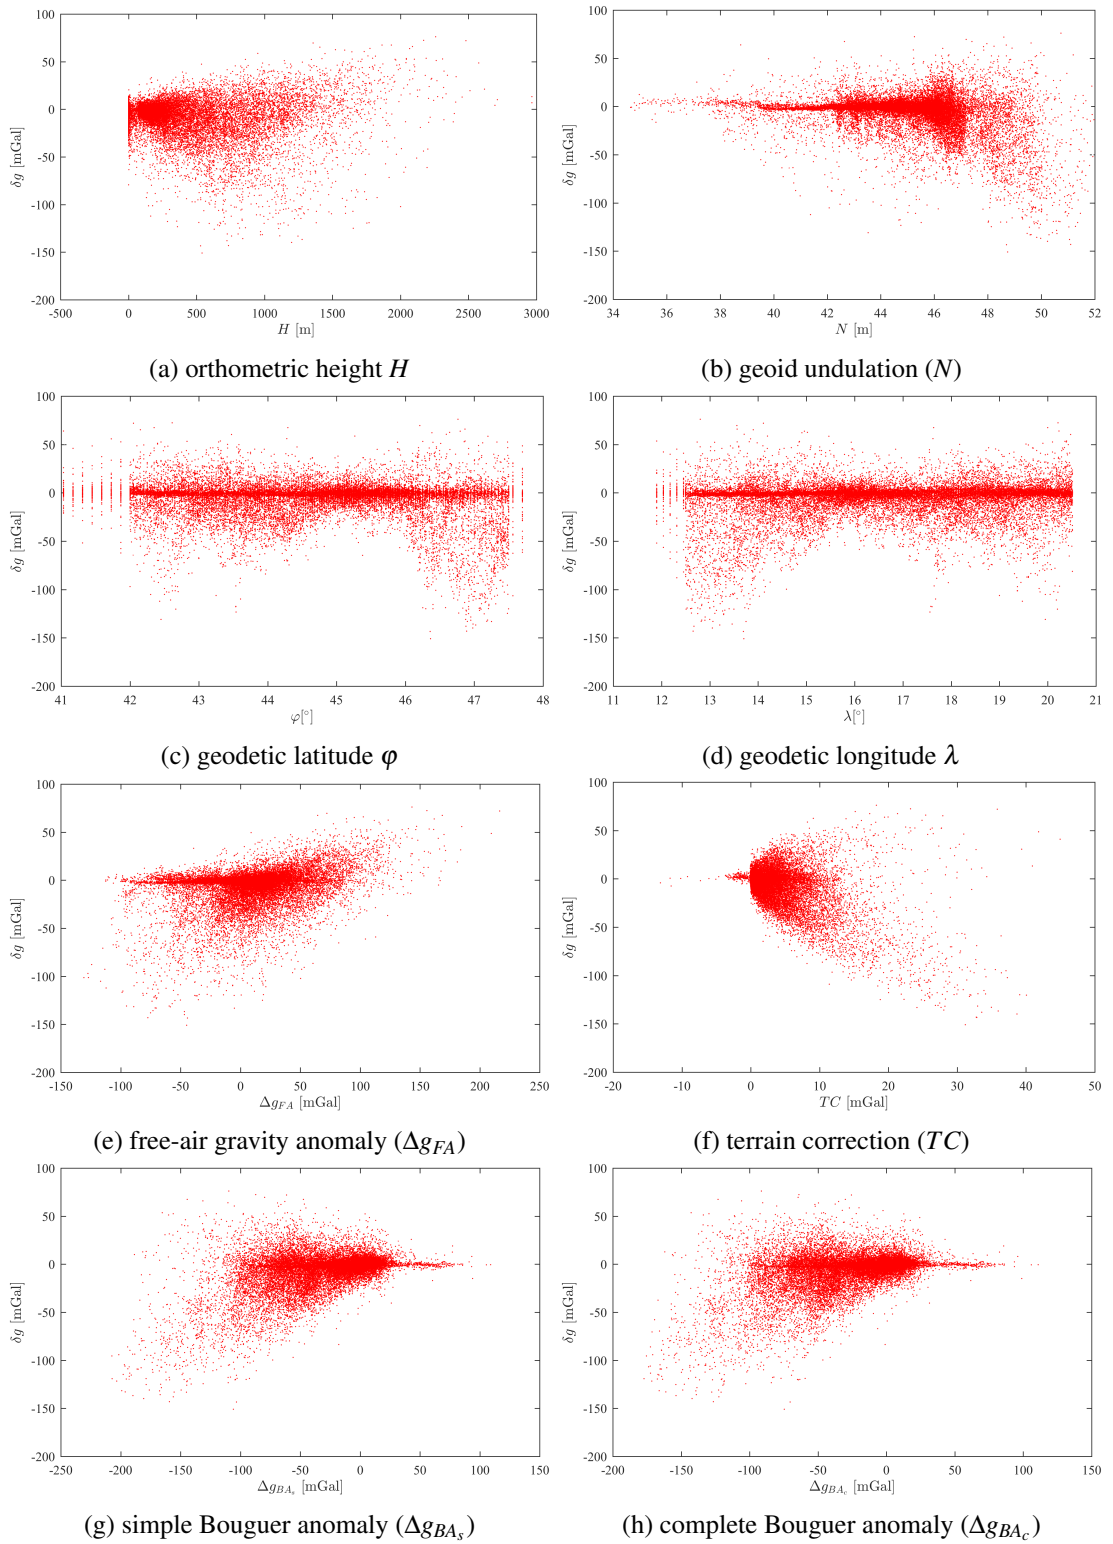 100
50
0
-50
-100
-150
-200
δg [mGal]
-500 0 500 1000 1500 2000 2500 3000
H [m]
(a) orthometric height H
100
50
0
-50
-100
-150
-200
δg [mGal]
34 36 38 40 42 44 46 48 50 52
N [m]
(b) geoid undulation (N)
100
50
0
-50
-100
-150
-200
δg [mGal]
41 42 43 44 45 46 47 48
φ[°]
(c) geodetic latitude φ
100
50
0
-50
-100
-150
-200
δg [mGal]
11 12 13 14 15 16 17 18 19 20 21
λ[°]
(d) geodetic longitude λ
100
50
0
-50
-100
-150
-200
δg [mGal]
-150 -100 -50 0 50 100 150 200 250
Δg_FA [mGal]
(e) free-air gravity anomaly (Δg_FA)
100
50
0
-50
-100
-150
-200
δg [mGal]
-20 -10 0 10 20 30 40 50
TC [mGal]
(f) terrain correction (TC)
100
50
0
-50
-100
-150
-200
δg [mGal]
-250 -200 -150 -100 -50 0 50 100 150
Δg_BA_s [mGal]
(g) simple Bouguer anomaly (Δg_BA_s)
100
50
0
-50
-100
-150
-200
δg [mGal]
-200 -150 -100 -50 0 50 100 150
Δg_BA_c [mGal]
(h) complete Bouguer anomaly (Δg_BA_c)